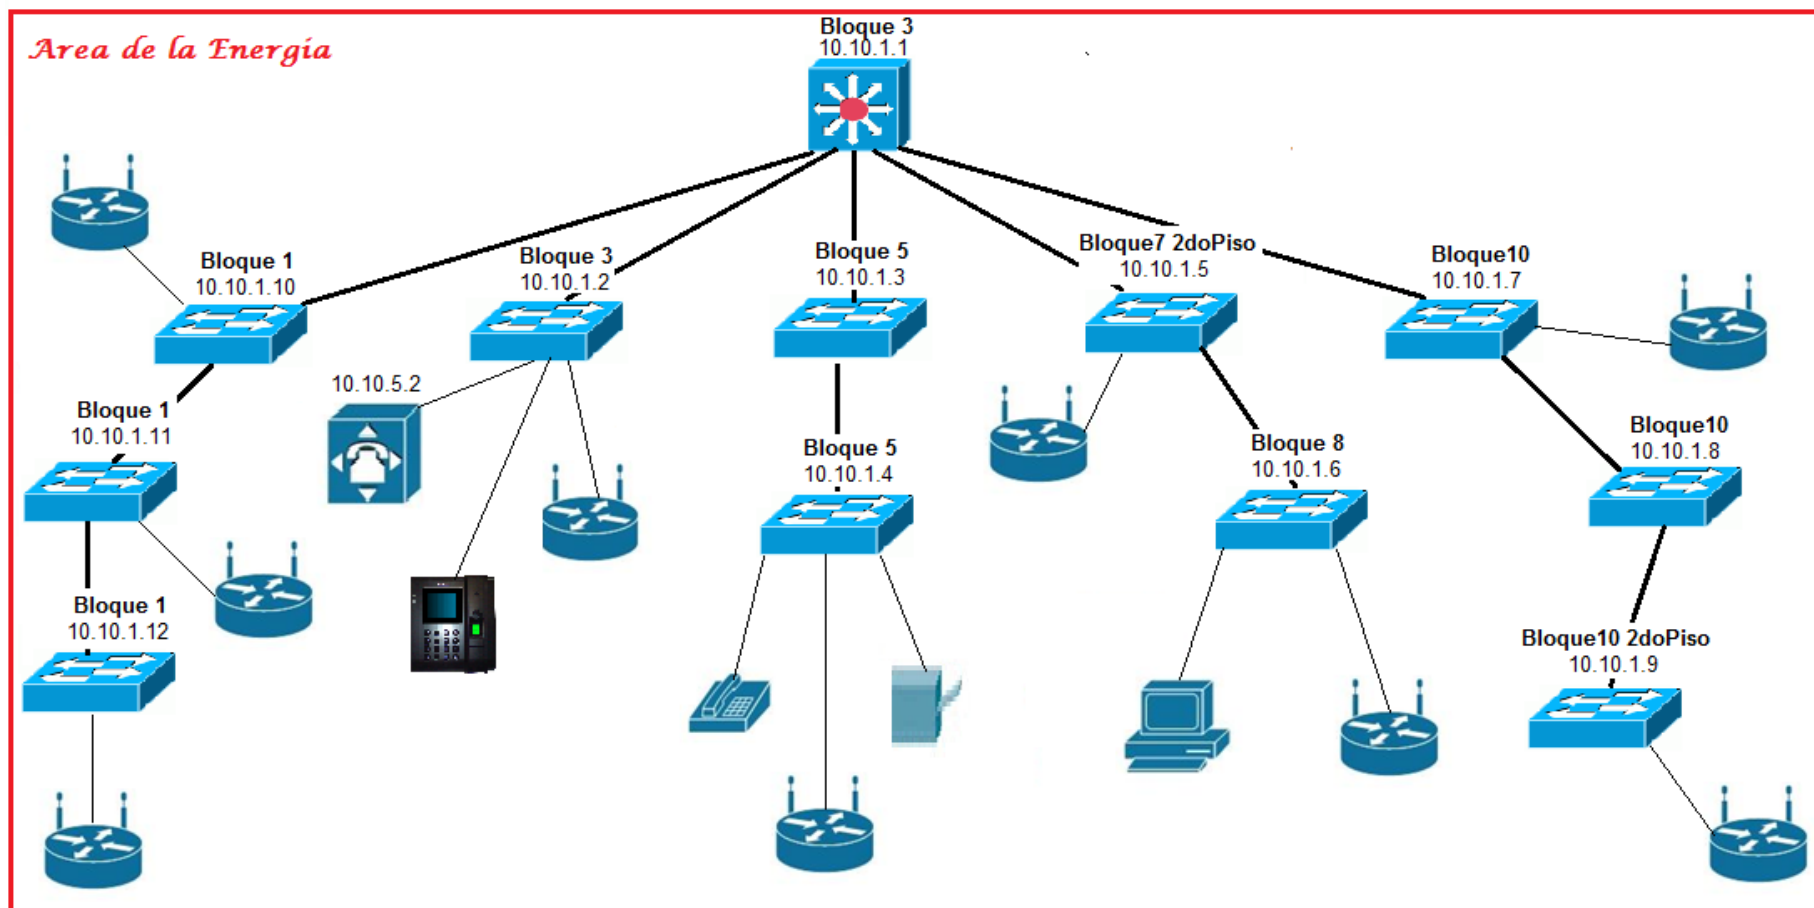 Area de la Energía
Bloque 3
10.10.1.1
Bloque 1
10.10.1.10
Bloque 3
10.10.1.2
Bloque 5
10.10.1.3
Bloque7 2doPiso
10.10.1.5
Bloque10
10.10.1.7
10.10.5.2
Bloque 1
10.10.1.11
Bloque 5
10.10.1.4
Bloque 8
10.10.1.6
Bloque10
10.10.1.8
Bloque 1
10.10.1.12
Bloque10 2doPiso
10.10.1.9